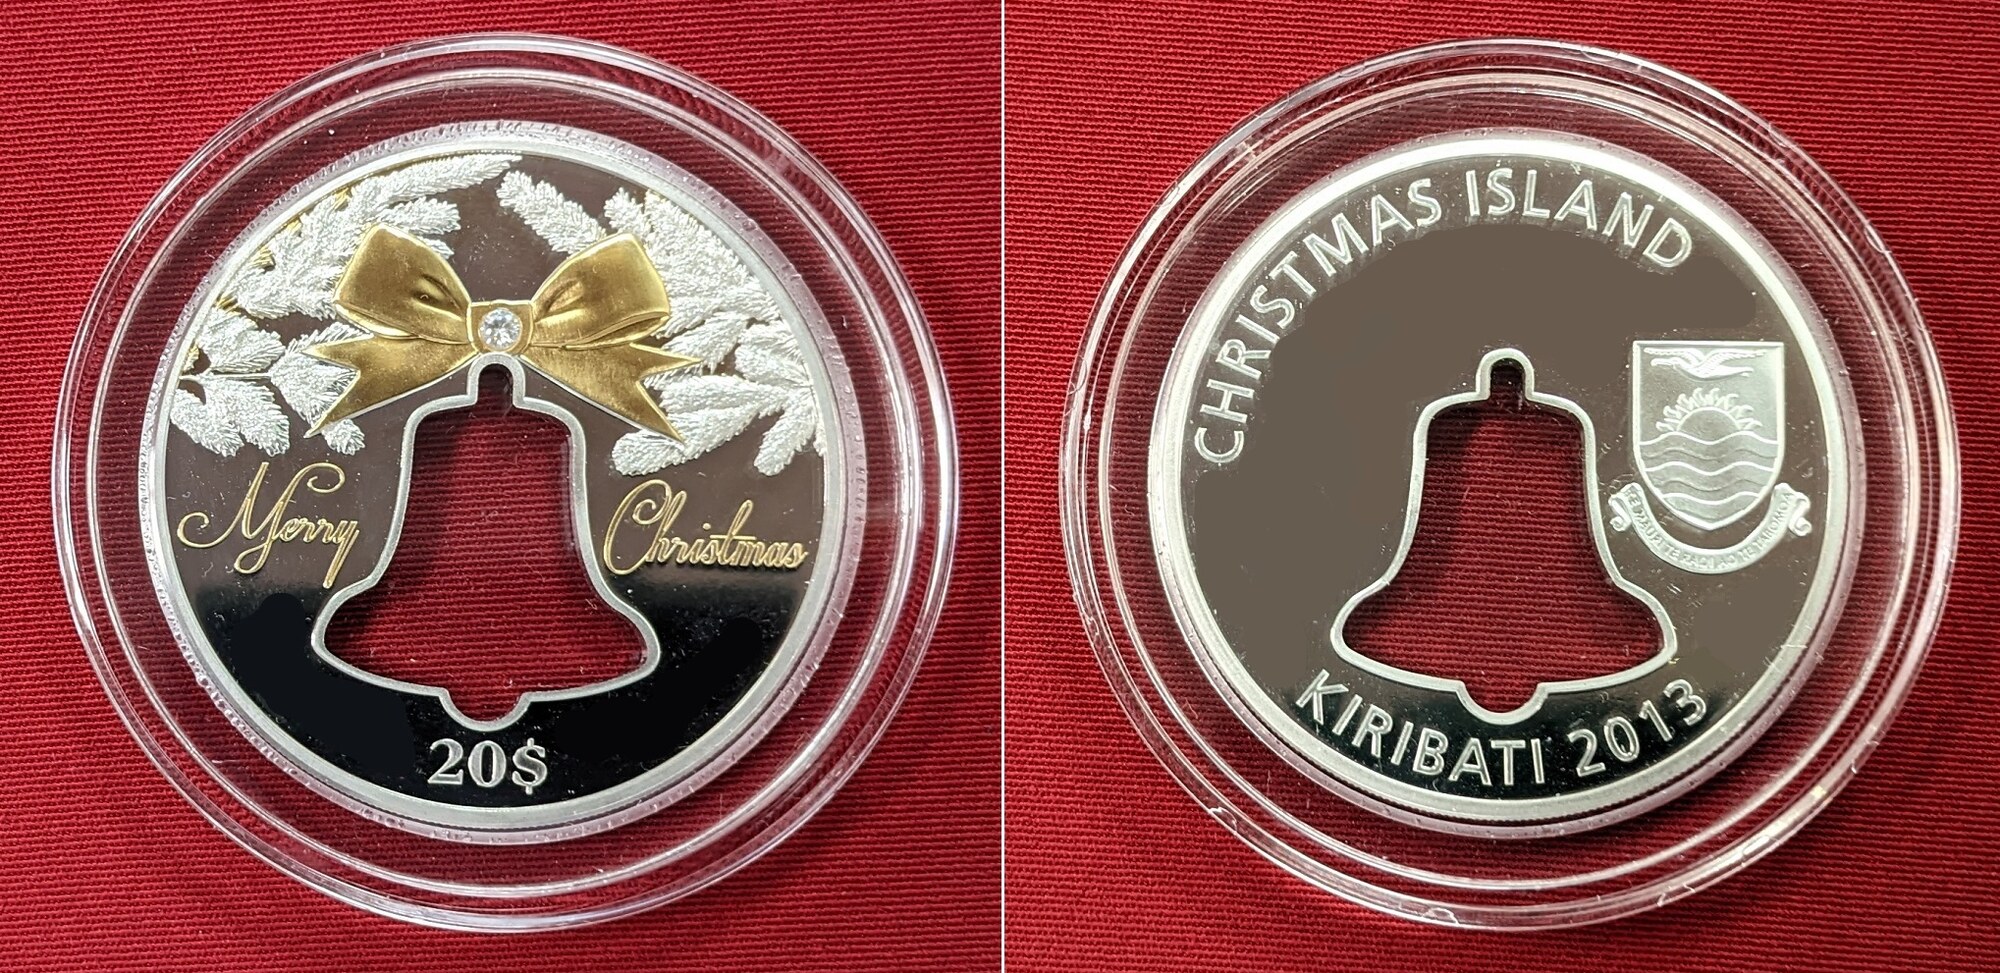 Merry Christmas
20$
CHRISTMAS ISLAND
KIRIBATI 2013